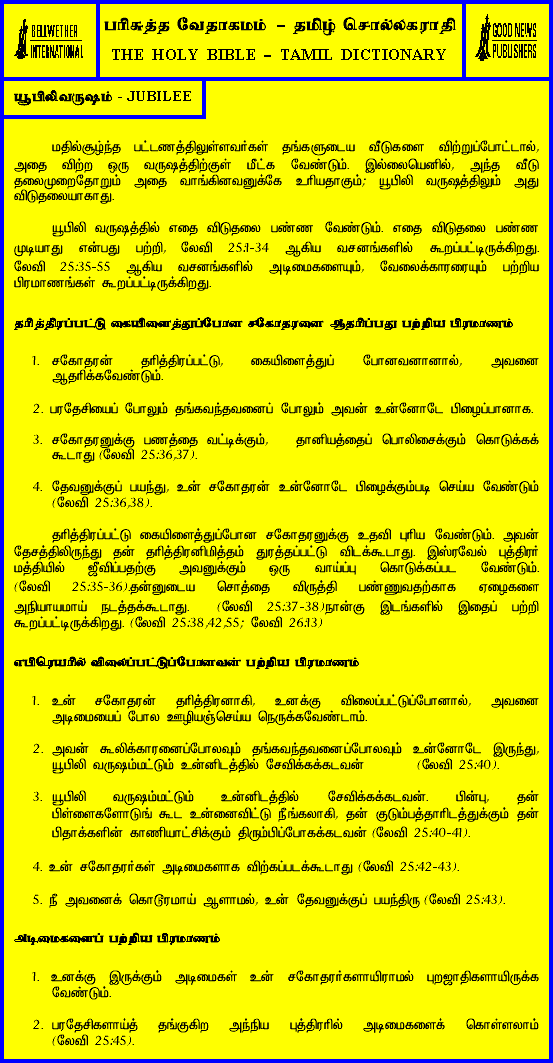 BELLWETHER
INTERNATIONAL
பரிசுத்த வேதாகமம் – தமிழ் சொல்லகராதி
THE HOLY BIBLE – TAMIL DICTIONARY
GOOD NEWS
PUBLISHERS
யூபிலிவருஷம் - JUBILEE
மதில்சூழ்ந்த பட்டணத்திலுள்ளவர்கள் தங்களுடைய வீடுகளை விற்றுப்போட்டால்,
அதை விற்ற ஒரு வருஷத்திற்குள் மீட்க வேண்டும். இல்லையெனில், அந்த வீடு
தலைமுறைதோறும் அதை வாங்கினவனுக்கே உரியதாகும்; யூபிலி வருஷத்திலும் அது
விடுதலையாகாது.
யூபிலி வருஷத்தில் எதை விடுதலை பண்ண வேண்டும். எதை விடுதலை பண்ண
முடியாது என்பது பற்றி, லேவி 25:1-34 ஆகிய வசனங்களில் கூறப்பட்டிருக்கிறது.
லேவி 25:35-55 ஆகிய வசனங்களில் அடிமைகளையும், வேலைக்காரரையும் பற்றிய
பிரமாணங்கள் கூறப்பட்டிருக்கிறது.
தரித்திரப்பட்டு கையிளைத்துப்போன சகோதரனை ஆதரிப்பது பற்றிய பிரமாணம்
1. சகோதரன் தரித்திரப்பட்டு, கையிளைத்துப் போனவனானால், அவனை
ஆதரிக்கவேண்டும்.
2. பரதேசியைப் போலும் தங்கவந்தவனைப் போலும் அவன் உன்னோடே பிழைப்பானாக.
3. சகோதரனுக்கு பணத்தை வட்டிக்கும், தானியத்தைப் பொலிசைக்கும் கொடுக்கக்
கூடாது (லேவி 25:36,37).
4. தேவனுக்குப் பயந்து, உன் சகோதரன் உன்னோடே பிழைக்கும்படி செய்ய வேண்டும்
(லேவி 25:36,38).
தரித்திரப்பட்டு கையிளைத்துப்போன சகோதரனுக்கு உதவி புரிய வேண்டும். அவன்
தேசத்திலிருந்து தன் தரித்திரனிமித்தம் துரத்தப்பட்டு விடக்கூடாது. இஸ்ரவேல் புத்திரர்
மத்தியில் ஜீவிப்பதற்கு அவனுக்கும் ஒரு வாய்ப்பு கொடுக்கப்பட வேண்டும்.
(லேவி 25:35-36).தன்னுடைய சொத்தை விருத்தி பண்ணுவதற்காக ஏழைகளை
அநியாயமாய் நடத்தக்கூடாது. (லேவி 25:37-38)நான்கு இடங்களில் இதைப் பற்றி
கூறப்பட்டிருக்கிறது. (லேவி 25:38,42,55; லேவி 26:13)
எபிரெயரில் விலைப்பட்டுப்போனவன் பற்றிய பிரமாணம்
1. உன் சகோதரன் தரித்திரனாகி, உனக்கு விலைப்பட்டுப்போனால், அவனை
அடிமையைப் போல ஊழியஞ்செய்ய நெருக்கவேண்டாம்.
2. அவன் கூலிக்காரனைப்போலவும் தங்கவந்தவனைப்போலவும் உன்னோடே இருந்து,
யூபிலி வருஷம்மட்டும் உன்னிடத்தில் சேவிக்கக்கடவன் (லேவி 25:40).
3. யூபிலி வருஷம்மட்டும் உன்னிடத்தில் சேவிக்கக்கடவன். பின்பு, தன்
பிள்ளைகளோடுங் கூட உன்னைவிட்டு நீங்கலாகி, தன் குடும்பத்தாரிடத்துக்கும் தன்
பிதாக்களின் காணியாட்சிக்கும் திரும்பிப்போகக்கடவன் (லேவி 25:40-41).
4. உன் சகோதரர்கள் அடிமைகளாக விற்கப்படக்கூடாது (லேவி 25:42-43).
5. நீ அவனைக் கொடூரமாய் ஆளாமல், உன் தேவனுக்குப் பயந்திரு (லேவி 25:43).
அடிமைகளைப் பற்றிய பிரமாணம்
1. உனக்கு இருக்கும் அடிமைகள் உன் சகோதரர்களாயிராமல் புறஜாதிகளாயிருக்க
வேண்டும்.
2. பரதேசிகளாய்த் தங்குகிற அந்நிய புத்திரரில் அடிமைகளைக் கொள்ளலாம்
(லேவி 25:45).